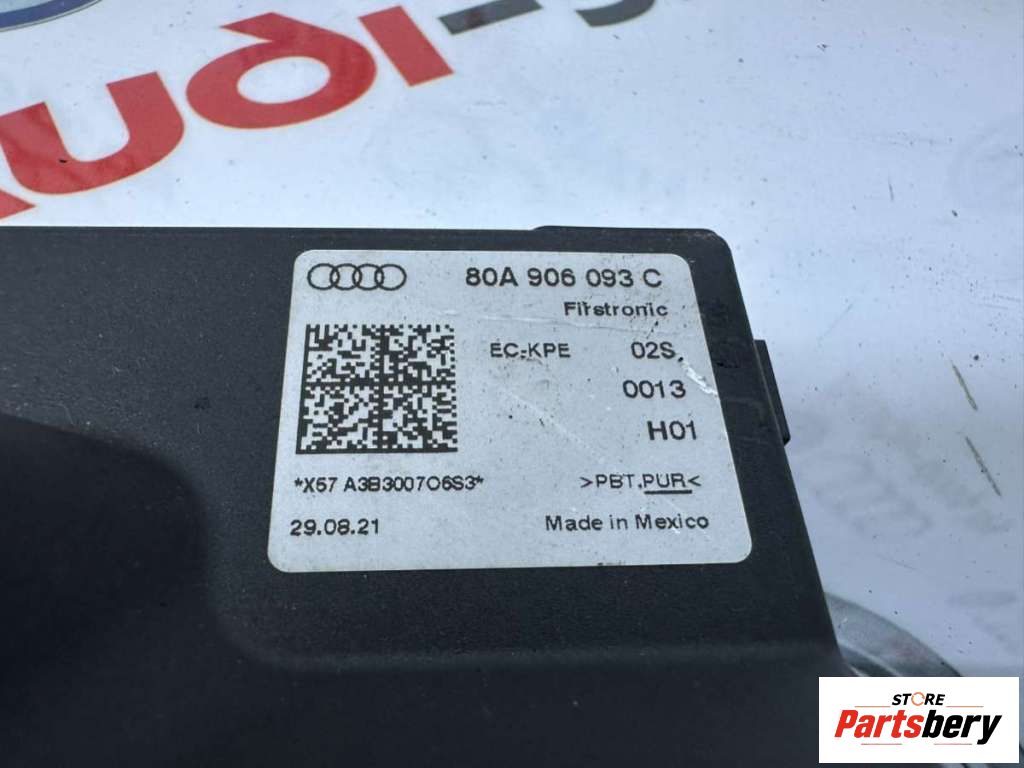 80A 906 093 C
Firstronic
EC-KPE 02S
0013
H01
*X57 A3B300706S3*
>PBT,PUR<
29.08.21
Made in Mexico
STORE
Partsbery